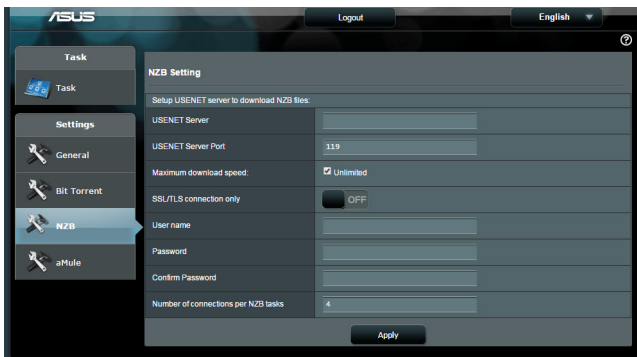 ASUS
Logout
English
?
Task
Task
Settings
General
Bit Torrent
NZB
aMule
NZB Setting
Setup USENET server to download NZB files:
USENET Server
USENET Server Port 119
Maximum download speed: Unlimited
SSL/TLS connection only OFF
User name
Password
Confirm Password
Number of connections per NZB tasks 4
Apply